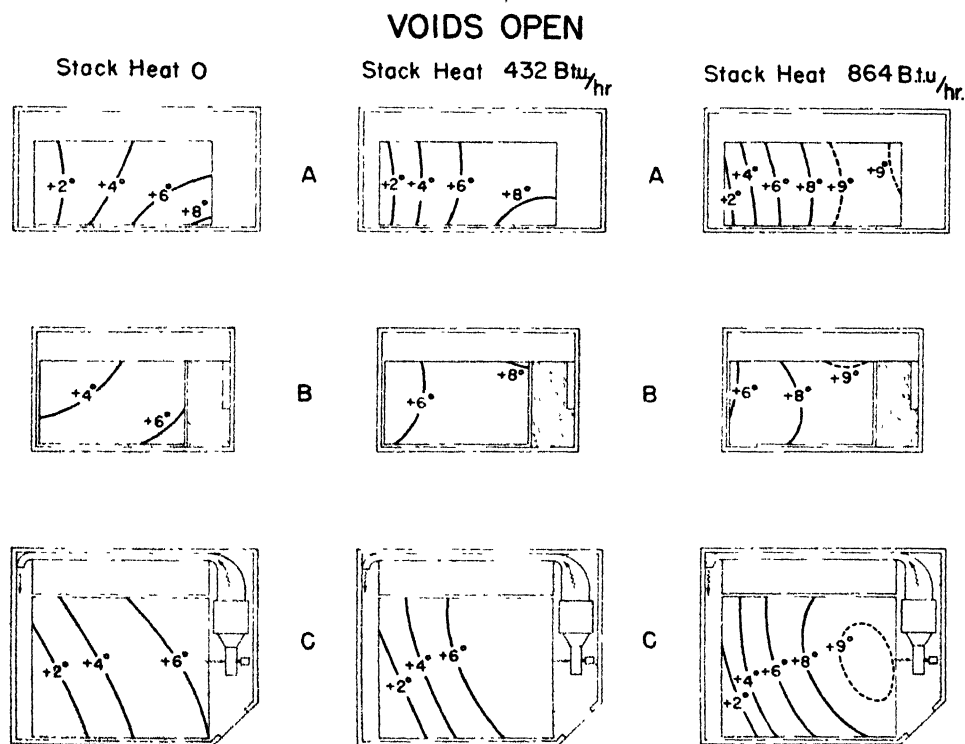 VOIDS OPEN
Stack Heat O
Stack Heat 432 Btu/hr
Stack Heat 864 B.t.u/hr.
+2° +4° +6° +8°
A
+2° +4° +6° +8°
A
+2° +4° +6° +8° +9° +9°
+4° +6°
B
+6° +8°
B
+6° +8° +9°
+2° +4° +6°
C
+2° +4° +6°
C
+2° +4° +6° +8° +9°